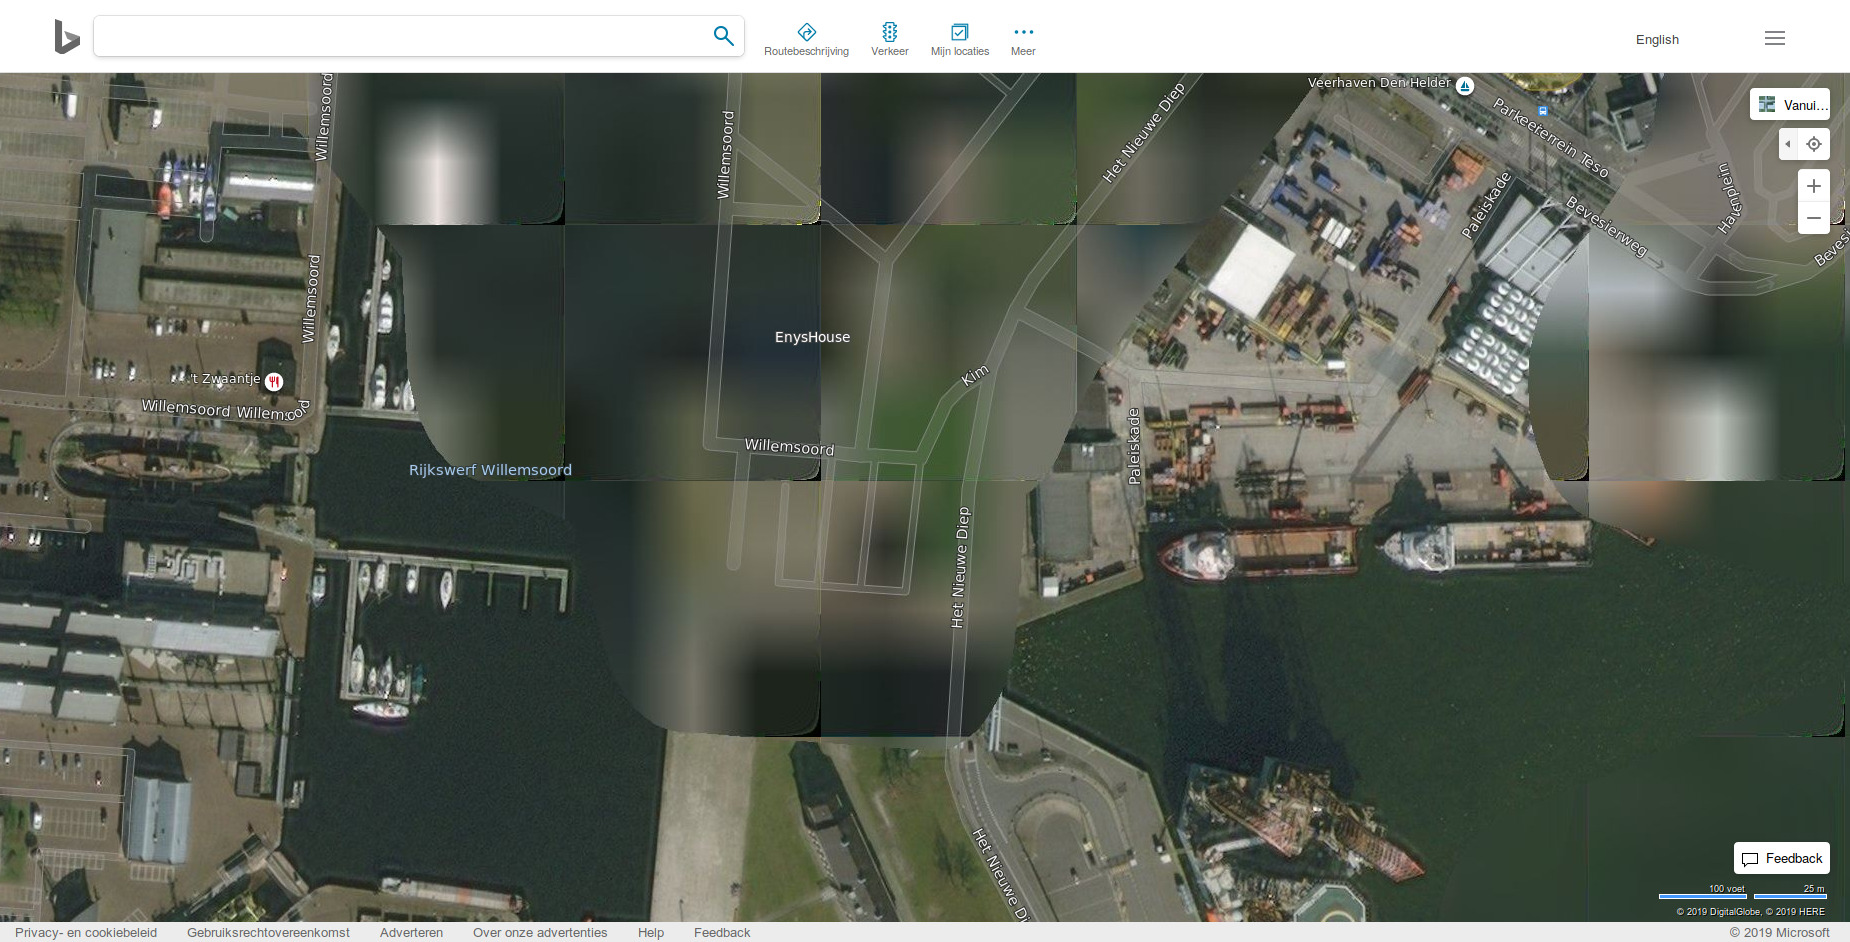 English
Routebeschrijving
Verkeer
Mijn locaties
Meer
Veerhaven Den Helder
Vanui...
Parkeerterrein Teso
Willemsoord
Willemsoord
Het Nieuwe Diep
Paleiskade
Bevesierweg
Havenplein
Bevesi
Willemsoord
EnysHouse
't Zwaantje
Kim
Willemsoord Willemsoord
Willemsoord
Paleiskade
Rijkswerf Willemsoord
Het Nieuwe Diep
Het Nieuwe Di
Feedback
100 voet 25 m
© 2019 DigitalGlobe, © 2019 HERE
Privacy- en cookiebeleid Gebruiksrechtovereenkomst Adverteren Over onze advertenties Help Feedback © 2019 Microsoft